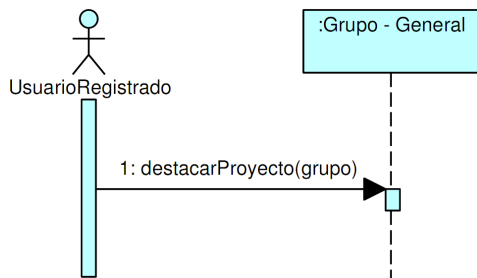 :Grupo - General
UsuarioRegistrado
1: destacarProyecto(grupo)